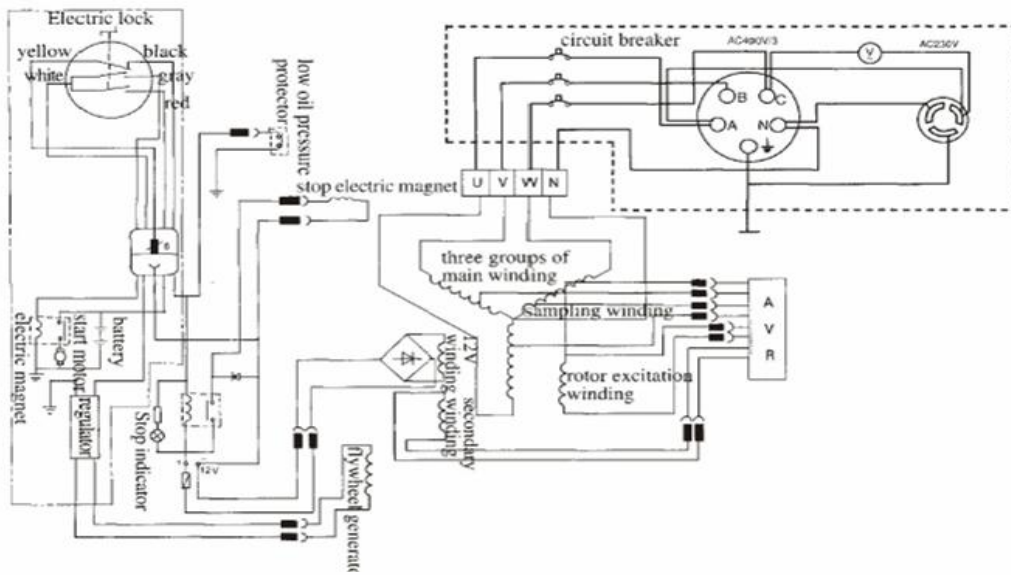 Electric lock
yellow
black
white
gray
red
low oil pressure
protector
stop electric magnet
circuit breaker
AC400V/3
AC230V
V
B
C
A
N
U V W N
three groups of
main winding
sampling winding
A
V
R
12V
winding
secondary
winding
rotor excitation
winding
6
electric magnet
start motor
battery
regulator
Stop indicator
12V
flywheel generato